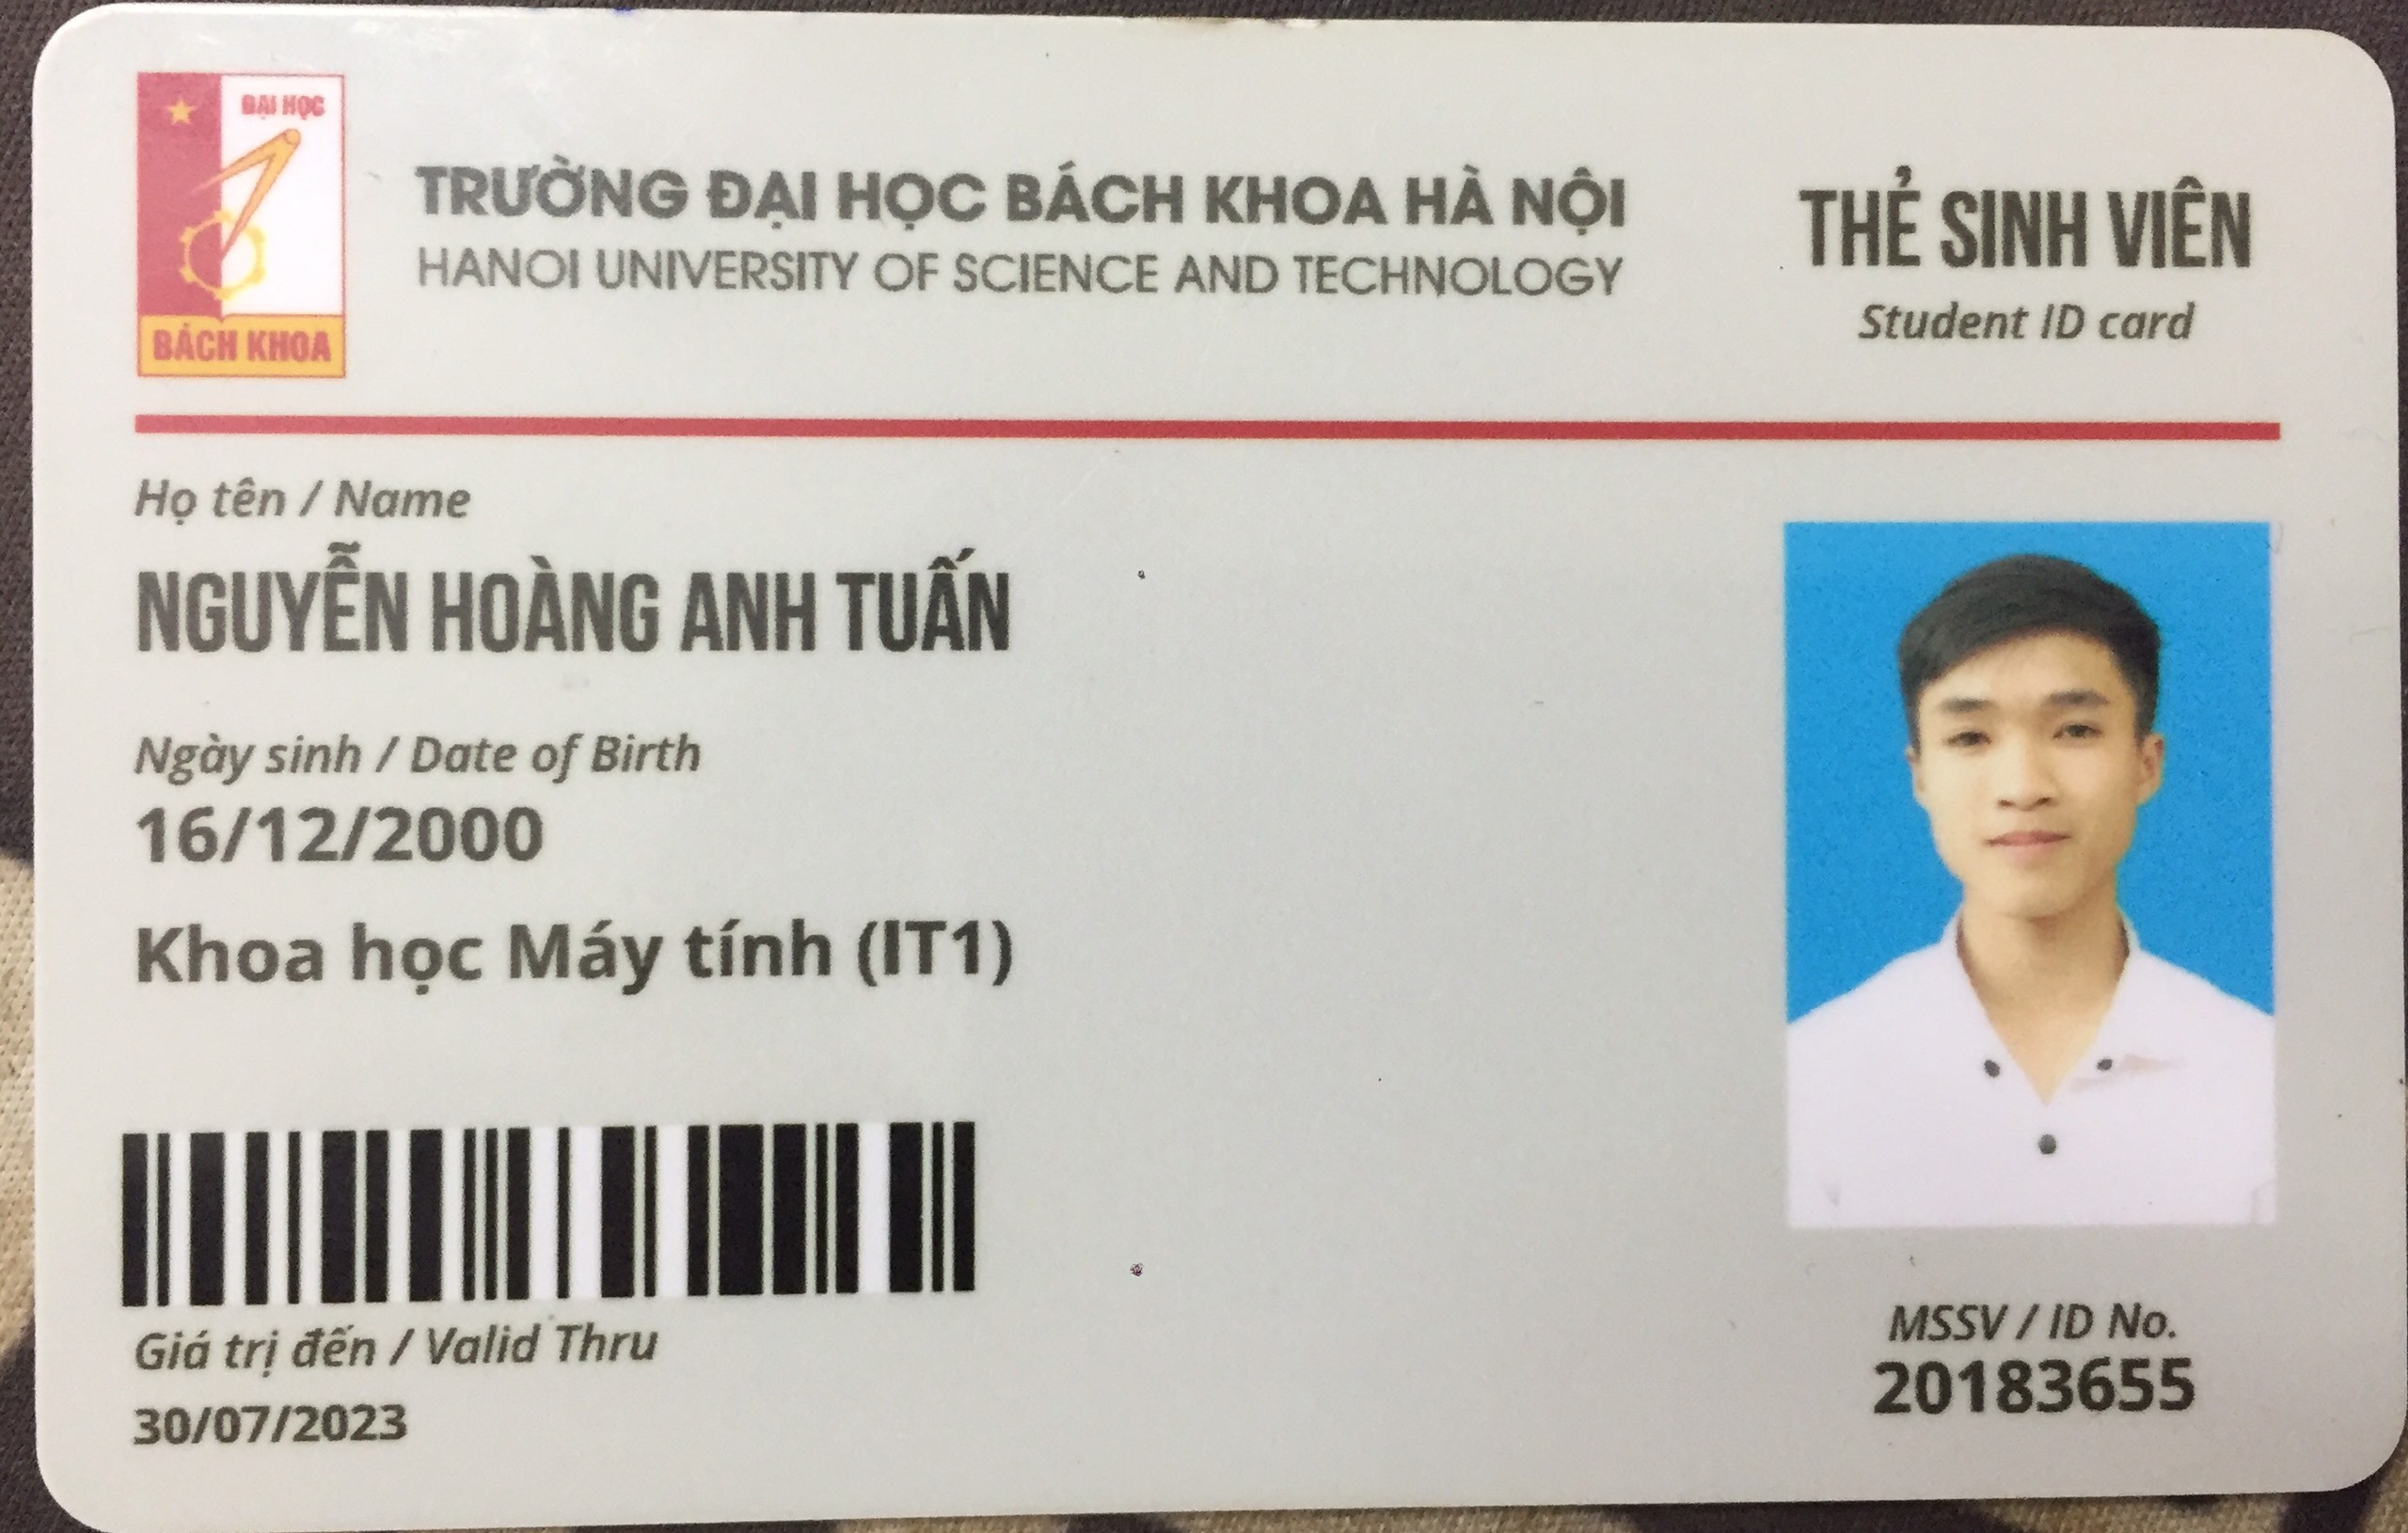 ĐẠI HỌC
BÁCH KHOA
TRƯỜNG ĐẠI HỌC BÁCH KHOA HÀ NỘI
HANOI UNIVERSITY OF SCIENCE AND TECHNOLOGY
THẺ SINH VIÊN
Student ID card
Họ tên / Name
NGUYỄN HOÀNG ANH TUẤN
Ngày sinh / Date of Birth
16/12/2000
Khoa học Máy tính (IT1)
Giá trị đến / Valid Thru
30/07/2023
MSSV / ID No.
20183655